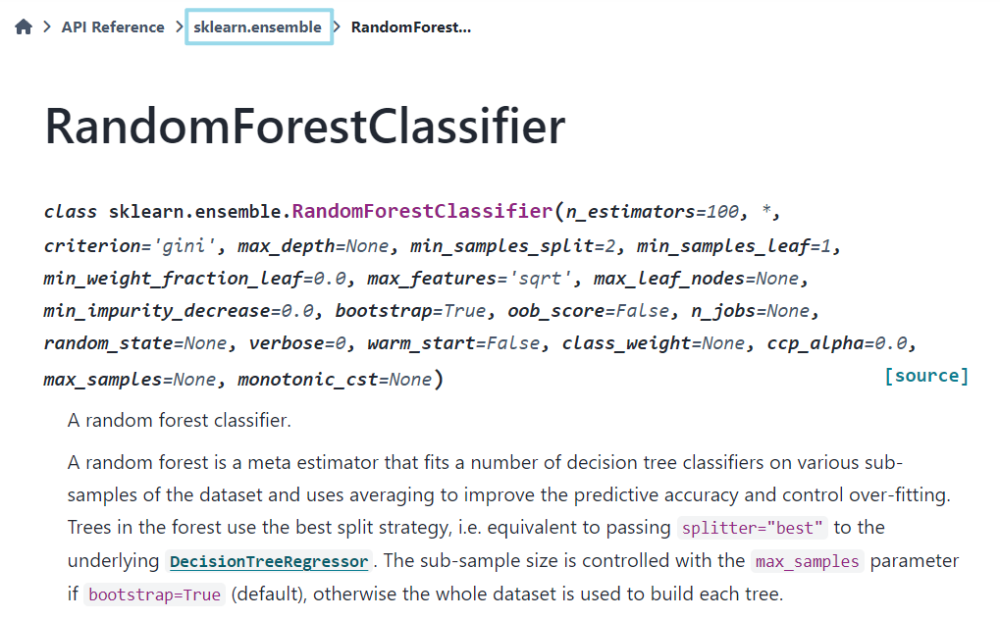 API Reference > sklearn.ensemble > RandomForest...
RandomForestClassifier
class sklearn.ensemble.RandomForestClassifier(n_estimators=100, *,
criterion='gini', max_depth=None, min_samples_split=2, min_samples_leaf=1,
min_weight_fraction_leaf=0.0, max_features='sqrt', max_leaf_nodes=None,
min_impurity_decrease=0.0, bootstrap=True, oob_score=False, n_jobs=None,
random_state=None, verbose=0, warm_start=False, class_weight=None, ccp_alpha=0.0,
max_samples=None, monotonic_cst=None) [source]
A random forest classifier.
A random forest is a meta estimator that fits a number of decision tree classifiers on various sub-
samples of the dataset and uses averaging to improve the predictive accuracy and control over-fitting.
Trees in the forest use the best split strategy, i.e. equivalent to passing splitter="best" to the
underlying DecisionTreeRegressor. The sub-sample size is controlled with the max_samples parameter
if bootstrap=True (default), otherwise the whole dataset is used to build each tree.